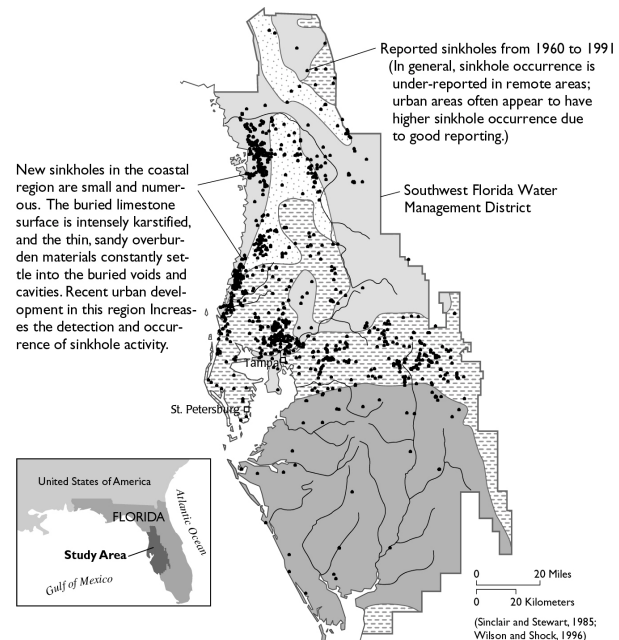 Reported sinkholes from 1960 to 1991
(In general, sinkhole occurrence is
under-reported in remote areas;
urban areas often appear to have
higher sinkhole occurrence due
to good reporting.)
New sinkholes in the coastal
region are small and numer-
ous. The buried limestone
surface is intensely karstified,
and the thin, sandy overbur-
den materials constantly set-
tle into the buried voids and
cavities. Recent urban devel-
opment in this region Increas-
es the detection and occur-
rence of sinkhole activity.
Southwest Florida Water
Management District
Tampa
St. Petersburg
United States of America
FLORIDA
Atlantic Ocean
Study Area
Gulf of Mexico
0 20 Miles
0 20 Kilometers
(Sinclair and Stewart, 1985;
Wilson and Shock, 1996)